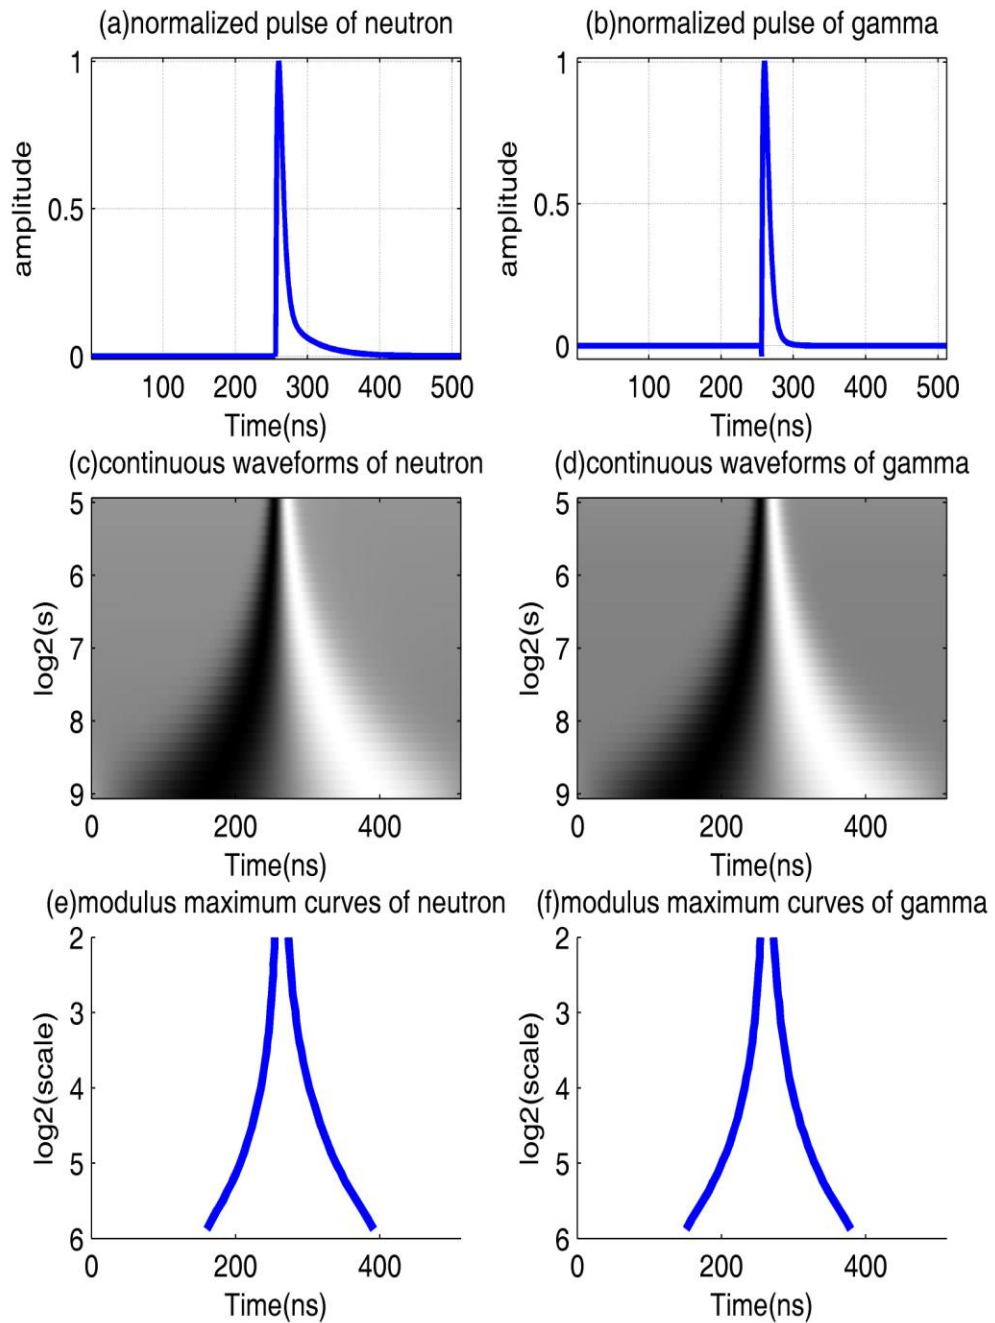 (a)normalized pulse of neutron
(b)normalized pulse of gamma
1
0.5
0
amplitude
100 200 300 400 500
Time(ns)
1
0.5
0
amplitude
100 200 300 400 500
Time(ns)
(c)continuous waveforms of neutron
(d)continuous waveforms of gamma
5
6
7
8
9
log2(s)
0 200 400
Time(ns)
5
6
7
8
9
log2(s)
0 200 400
Time(ns)
(e)modulus maximum curves of neutron
(f)modulus maximum curves of gamma
2
3
4
5
6
log2(scale)
0 200 400
Time(ns)
2
3
4
5
6
log2(scale)
0 200 400
Time(ns)